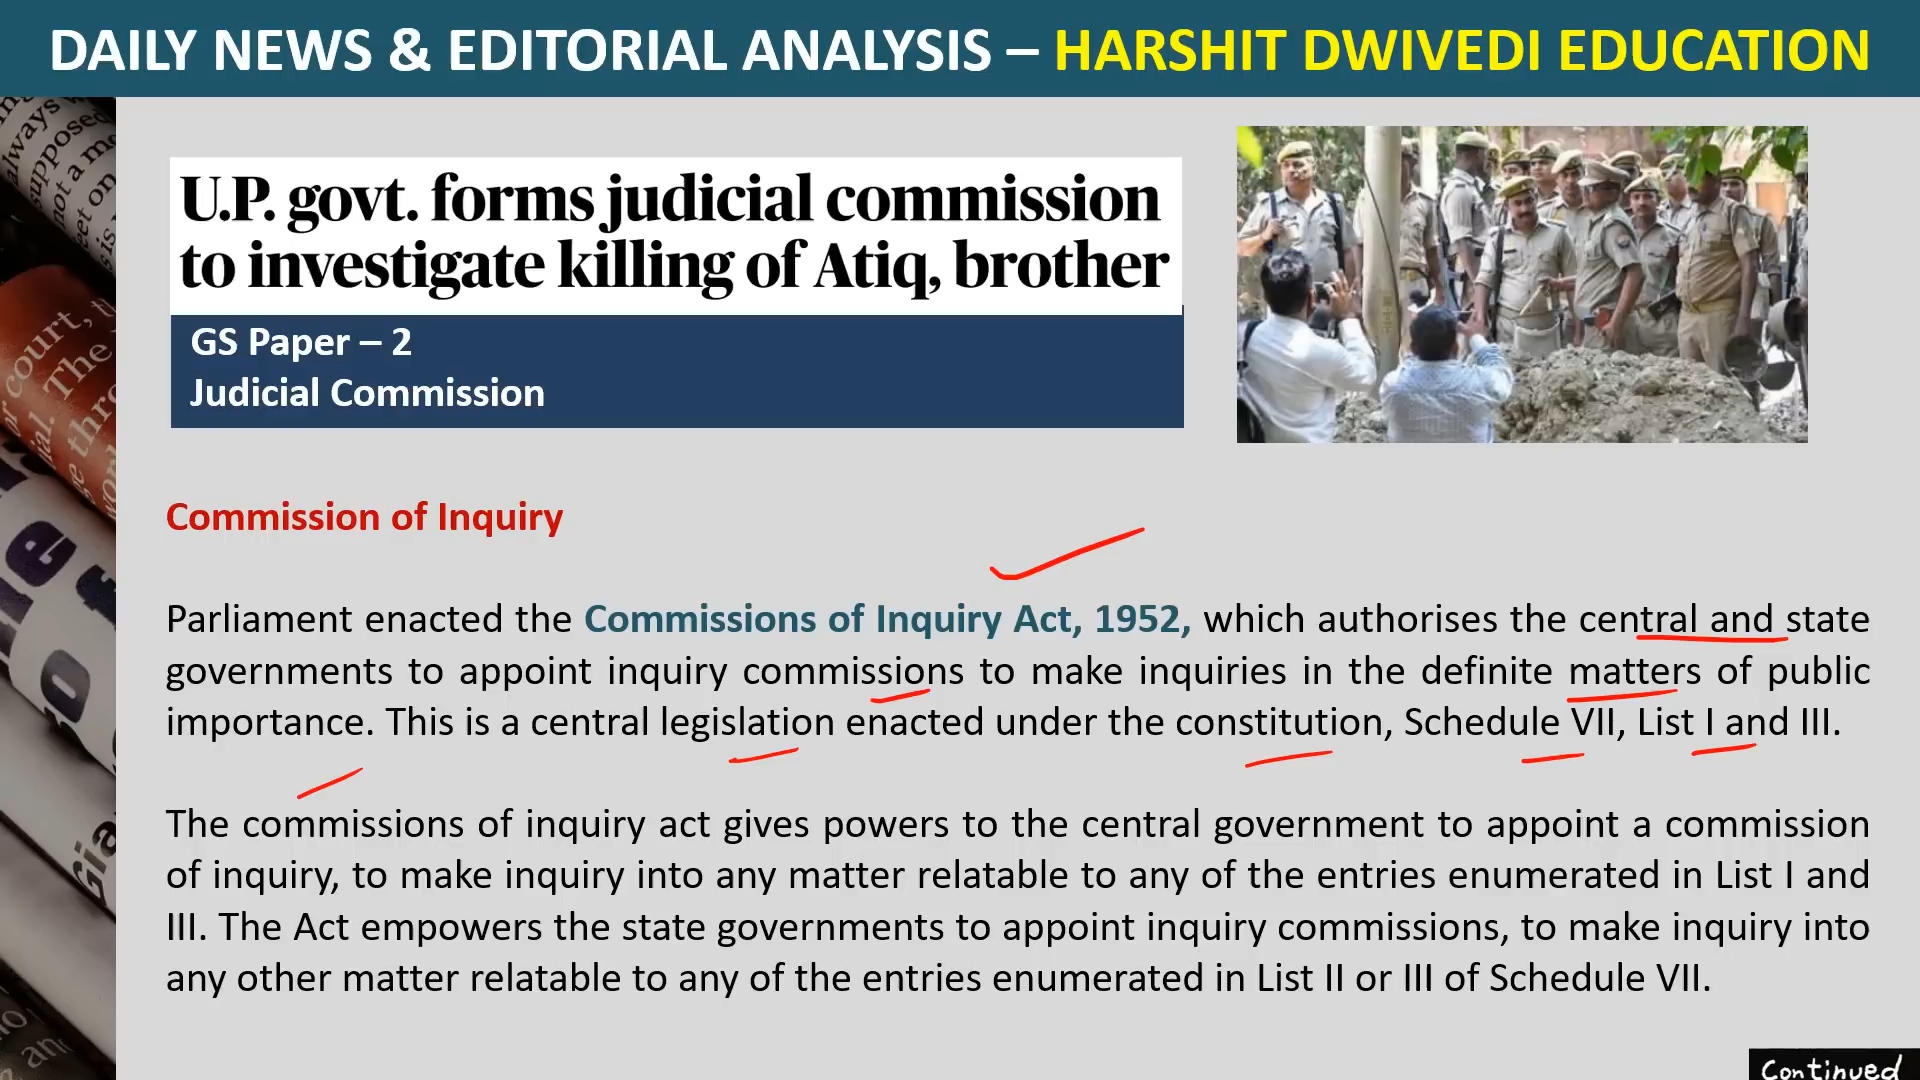 DAILY NEWS & EDITORIAL ANALYSIS – HARSHIT DWIVEDI EDUCATION
U.P. govt. forms judicial commission
to investigate killing of Atiq, brother
GS Paper – 2
Judicial Commission
Commission of Inquiry
Parliament enacted the Commissions of Inquiry Act, 1952, which authorises the central and state
governments to appoint inquiry commissions to make inquiries in the definite matters of public
importance. This is a central legislation enacted under the constitution, Schedule VII, List I and III.
The commissions of inquiry act gives powers to the central government to appoint a commission
of inquiry, to make inquiry into any matter relatable to any of the entries enumerated in List I and
III. The Act empowers the state governments to appoint inquiry commissions, to make inquiry into
any other matter relatable to any of the entries enumerated in List II or III of Schedule VII.
Continued
always
supposed
not a
court,
The